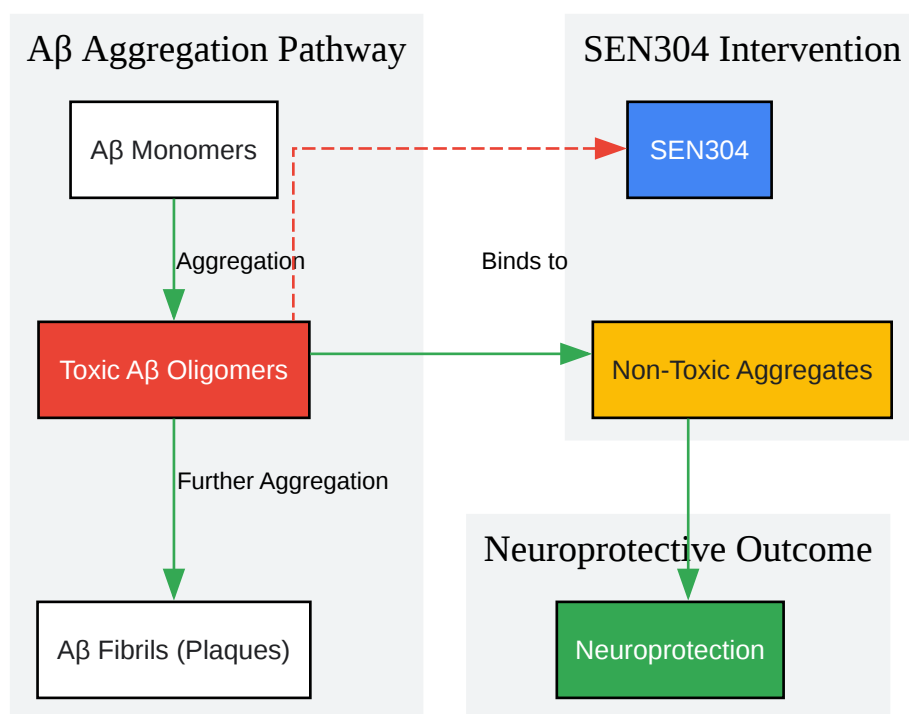 Aβ Aggregation Pathway
SEN304 Intervention
Aβ Monomers
SEN304
Aggregation
Binds to
Toxic Aβ Oligomers
Non-Toxic Aggregates
Further Aggregation
Neuroprotective Outcome
Aβ Fibrils (Plaques)
Neuroprotection